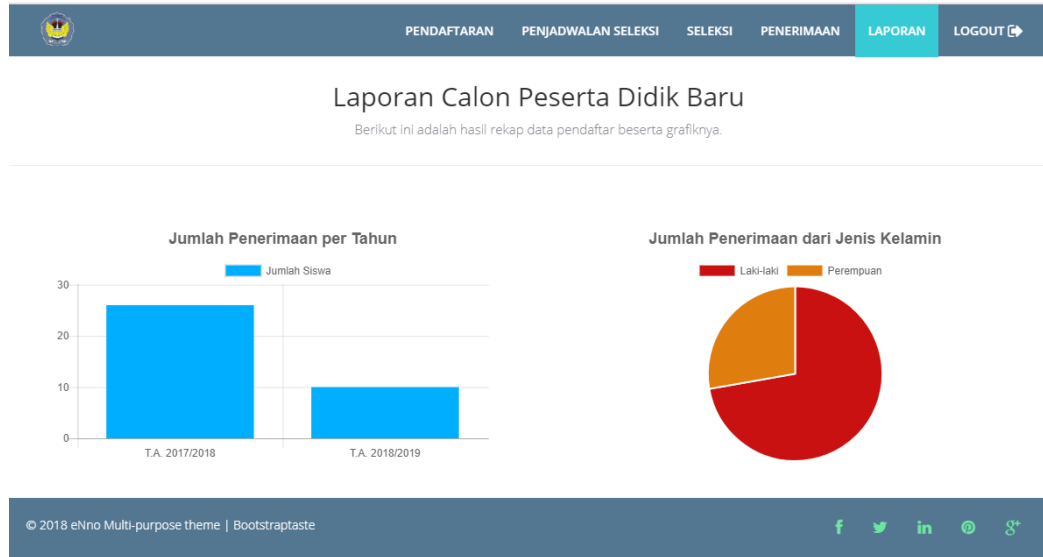 PENDAFTARAN PENJADWALAN SELEKSI SELEKSI PENERIMAAN LAPORAN LOGOUT
Laporan Calon Peserta Didik Baru
Berikut ini adalah hasil rekap data pendaftar beserta grafiknya.
Jumlah Penerimaan per Tahun
Jumlah Siswa
30
20
10
0
T.A. 2017/2018 T.A. 2018/2019
Jumlah Penerimaan dari Jenis Kelamin
Laki-laki Perempuan
© 2018 eNno Multi-purpose theme | Bootstraptaste